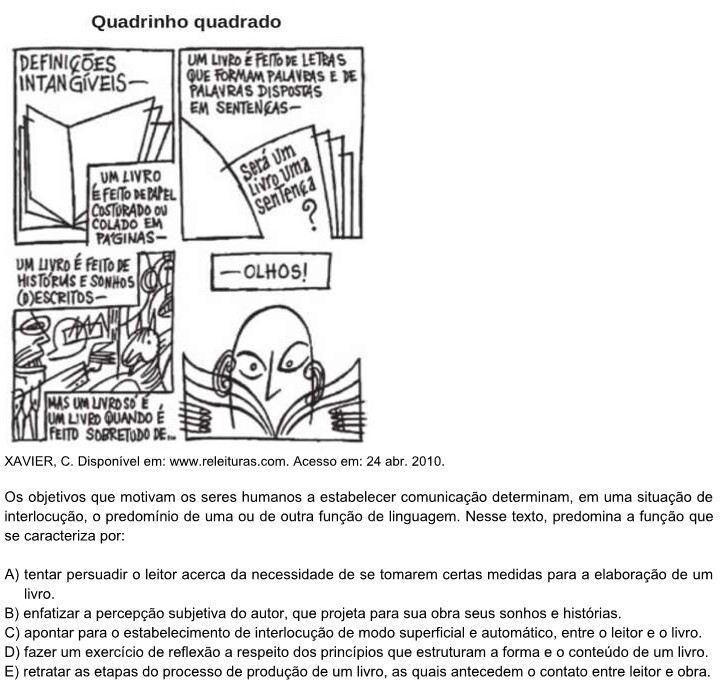 Quadrinho quadrado
DEFINIÇÕES
INTANGÍVEIS—
UM LIVRO
É FEITO DE PAPEL
COSTURADO OU
COLADO EM
PÁGINAS—
UM LIVRO É FEITO DE LETRAS
QUE FORMAM PALAVRAS E DE
PALAVRAS DISPOSTAS
EM SENTENÇAS—
Será um
livro uma
sentença
?
UM LIVRO É FEITO DE
HISTÓRIAS E SONHOS
(D)ESCRITOS—
MAS UM LIVRO SÓ É
UM LIVRO QUANDO É
FEITO SOBRETUDO DE...
—OLHOS!
XAVIER, C. Disponível em: www.releituras.com. Acesso em: 24 abr. 2010.
Os objetivos que motivam os seres humanos a estabelecer comunicação determinam, em uma situação de
interlocução, o predomínio de uma ou de outra função de linguagem. Nesse texto, predomina a função que
se caracteriza por:
A) tentar persuadir o leitor acerca da necessidade de se tomarem certas medidas para a elaboração de um
livro.
B) enfatizar a percepção subjetiva do autor, que projeta para sua obra seus sonhos e histórias.
C) apontar para o estabelecimento de interlocução de modo superficial e automático, entre o leitor e o livro.
D) fazer um exercício de reflexão a respeito dos princípios que estruturam a forma e o conteúdo de um livro.
E) retratar as etapas do processo de produção de um livro, as quais antecedem o contato entre leitor e obra.